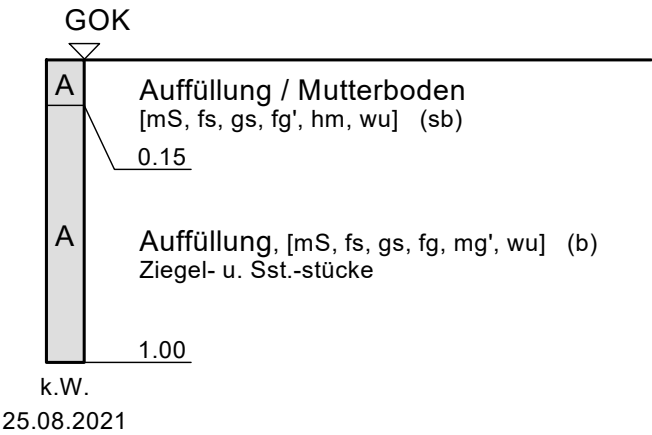 GOK
A
Auffüllung / Mutterboden
[mS, fs, gs, fg', hm, wu] (sb)
0.15
A
Auffüllung, [mS, fs, gs, fg, mg', wu] (b)
Ziegel- u. Sst.-stücke
1.00
k.W.
25.08.2021